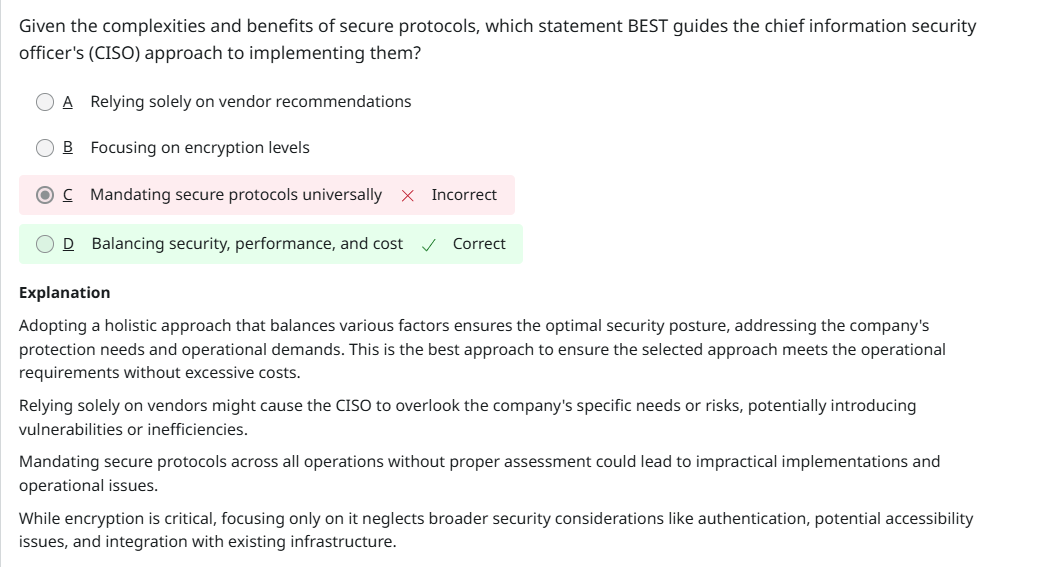 Given the complexities and benefits of secure protocols, which statement BEST guides the chief information security
officer's (CISO) approach to implementing them?
A Relying solely on vendor recommendations
B Focusing on encryption levels
C Mandating secure protocols universally Incorrect
D Balancing security, performance, and cost Correct
Explanation
Adopting a holistic approach that balances various factors ensures the optimal security posture, addressing the company's
protection needs and operational demands. This is the best approach to ensure the selected approach meets the operational
requirements without excessive costs.
Relying solely on vendors might cause the CISO to overlook the company's specific needs or risks, potentially introducing
vulnerabilities or inefficiencies.
Mandating secure protocols across all operations without proper assessment could lead to impractical implementations and
operational issues.
While encryption is critical, focusing only on it neglects broader security considerations like authentication, potential accessibility
issues, and integration with existing infrastructure.